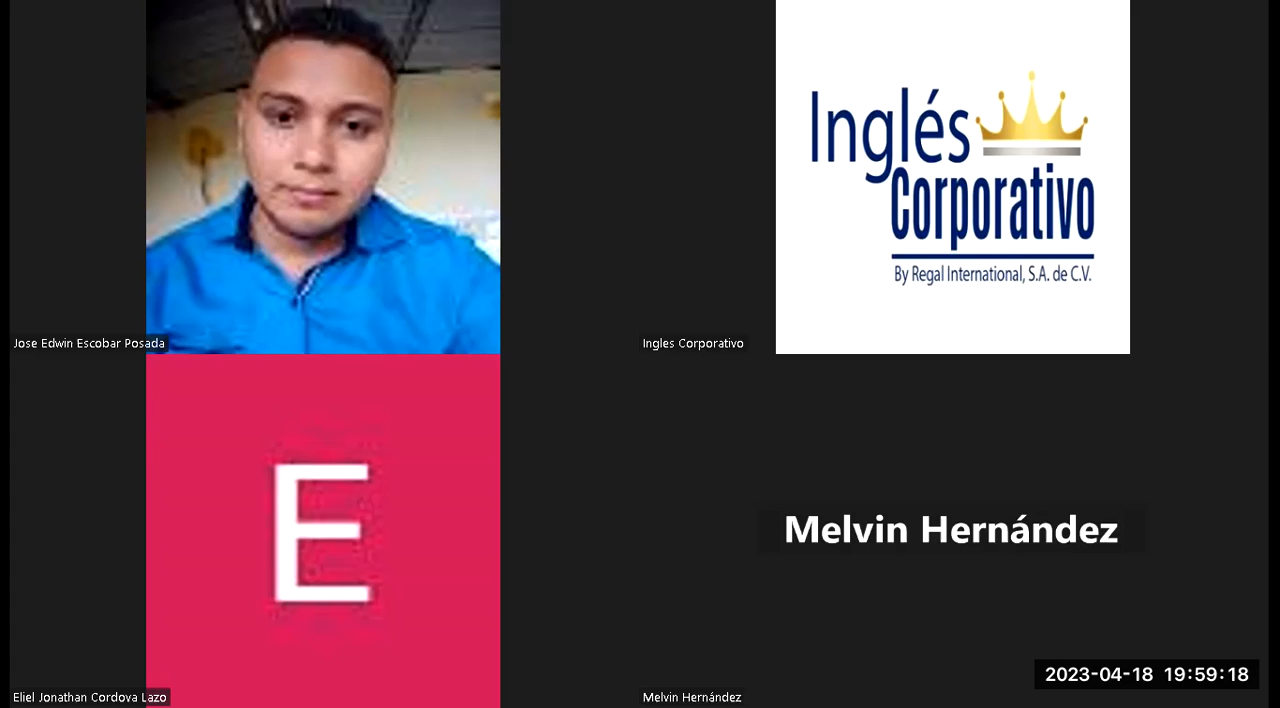 Inglés
Corporativo
By Regal International, S.A. de C.V.
Jose Edwin Escobar Posada
Ingles Corporativo
E
Melvin Hernández
2023-04-18 19:59:18
Eliel Jonathan Cordova Lazo
Melvin Hernández